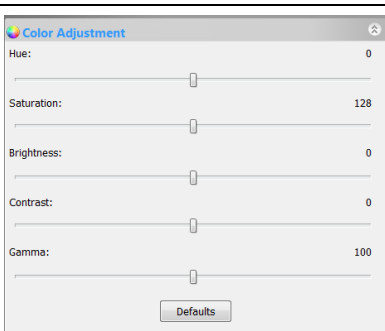 Color Adjustment
Hue: 0
Saturation: 128
Brightness: 0
Contrast: 0
Gamma: 100
Defaults